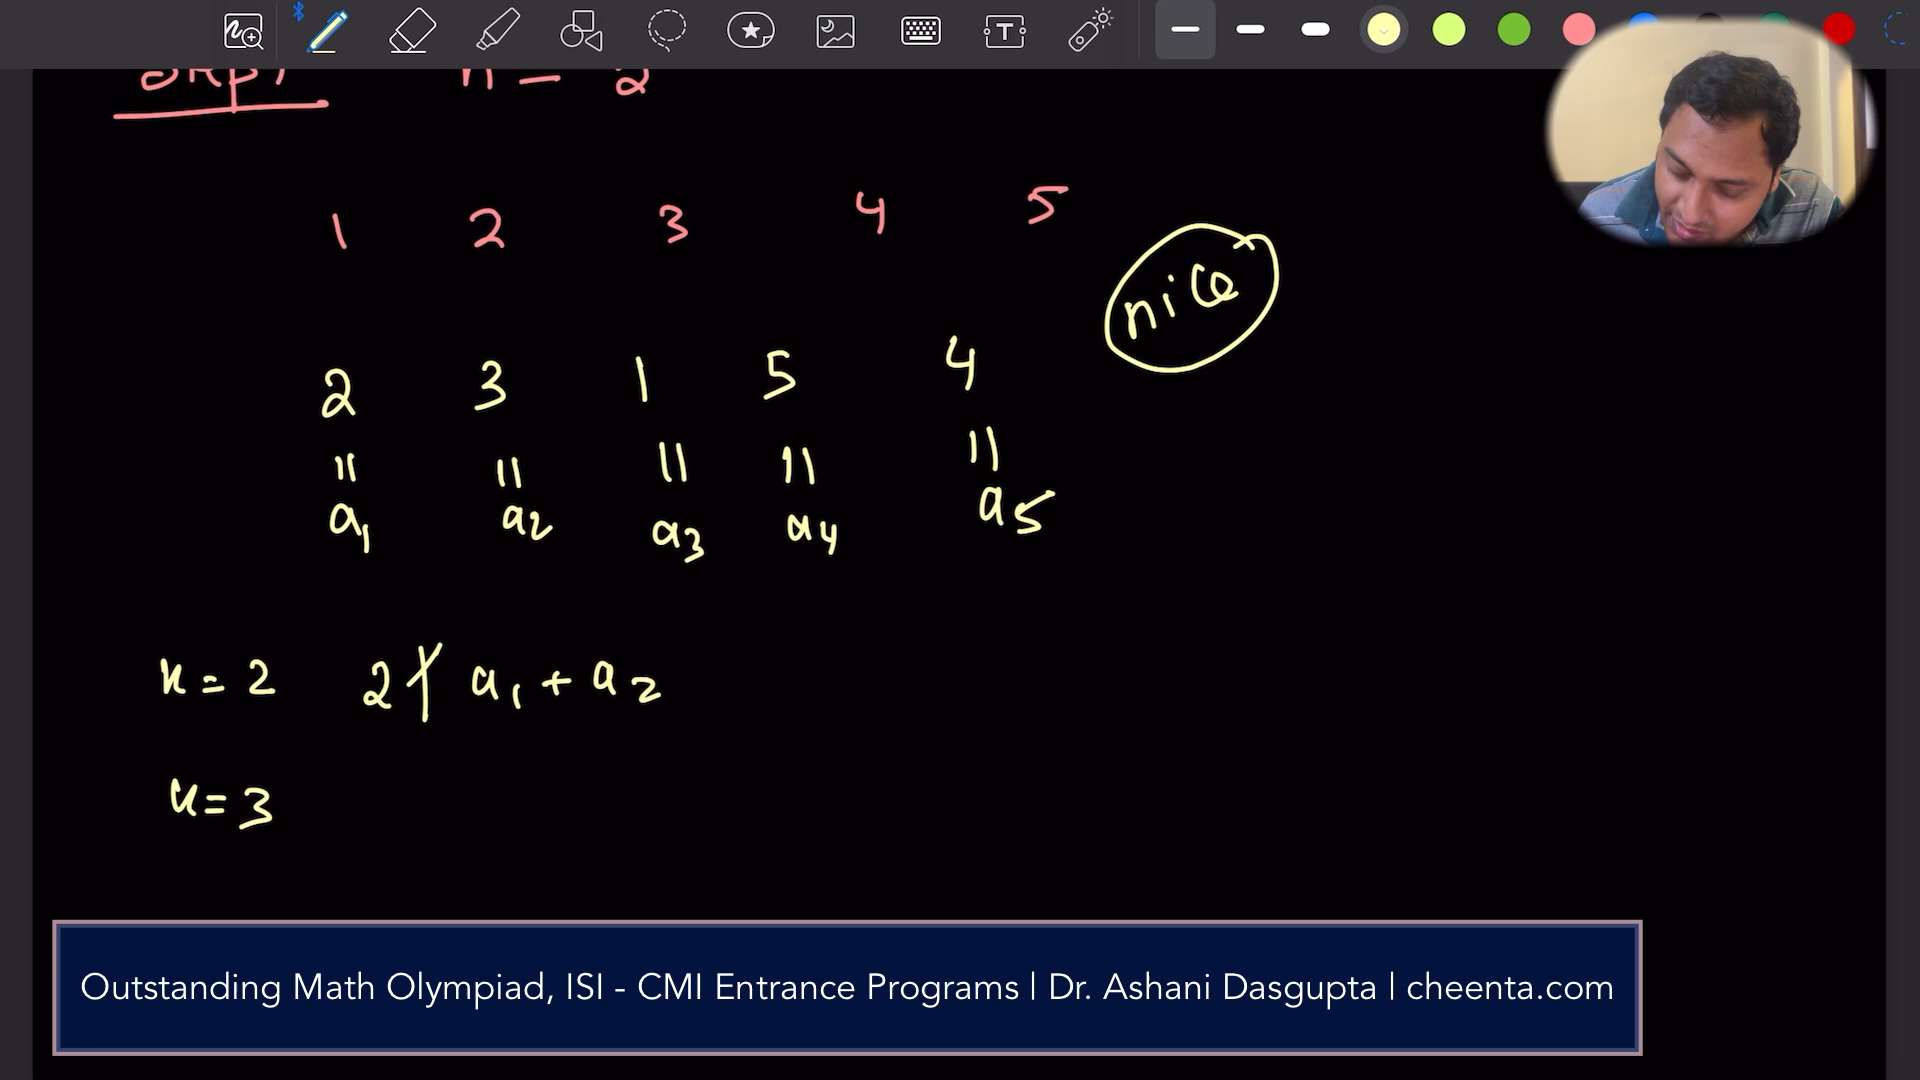 n = 2
1 2 3 4 5
nice
2 3 1 5 4
|| || || || ||
a1 a2 a3 a4 a5
k = 2 2 ∤ a1 + a2
k = 3
Outstanding Math Olympiad, ISI - CMI Entrance Programs | Dr. Ashani Dasgupta | cheenta.com